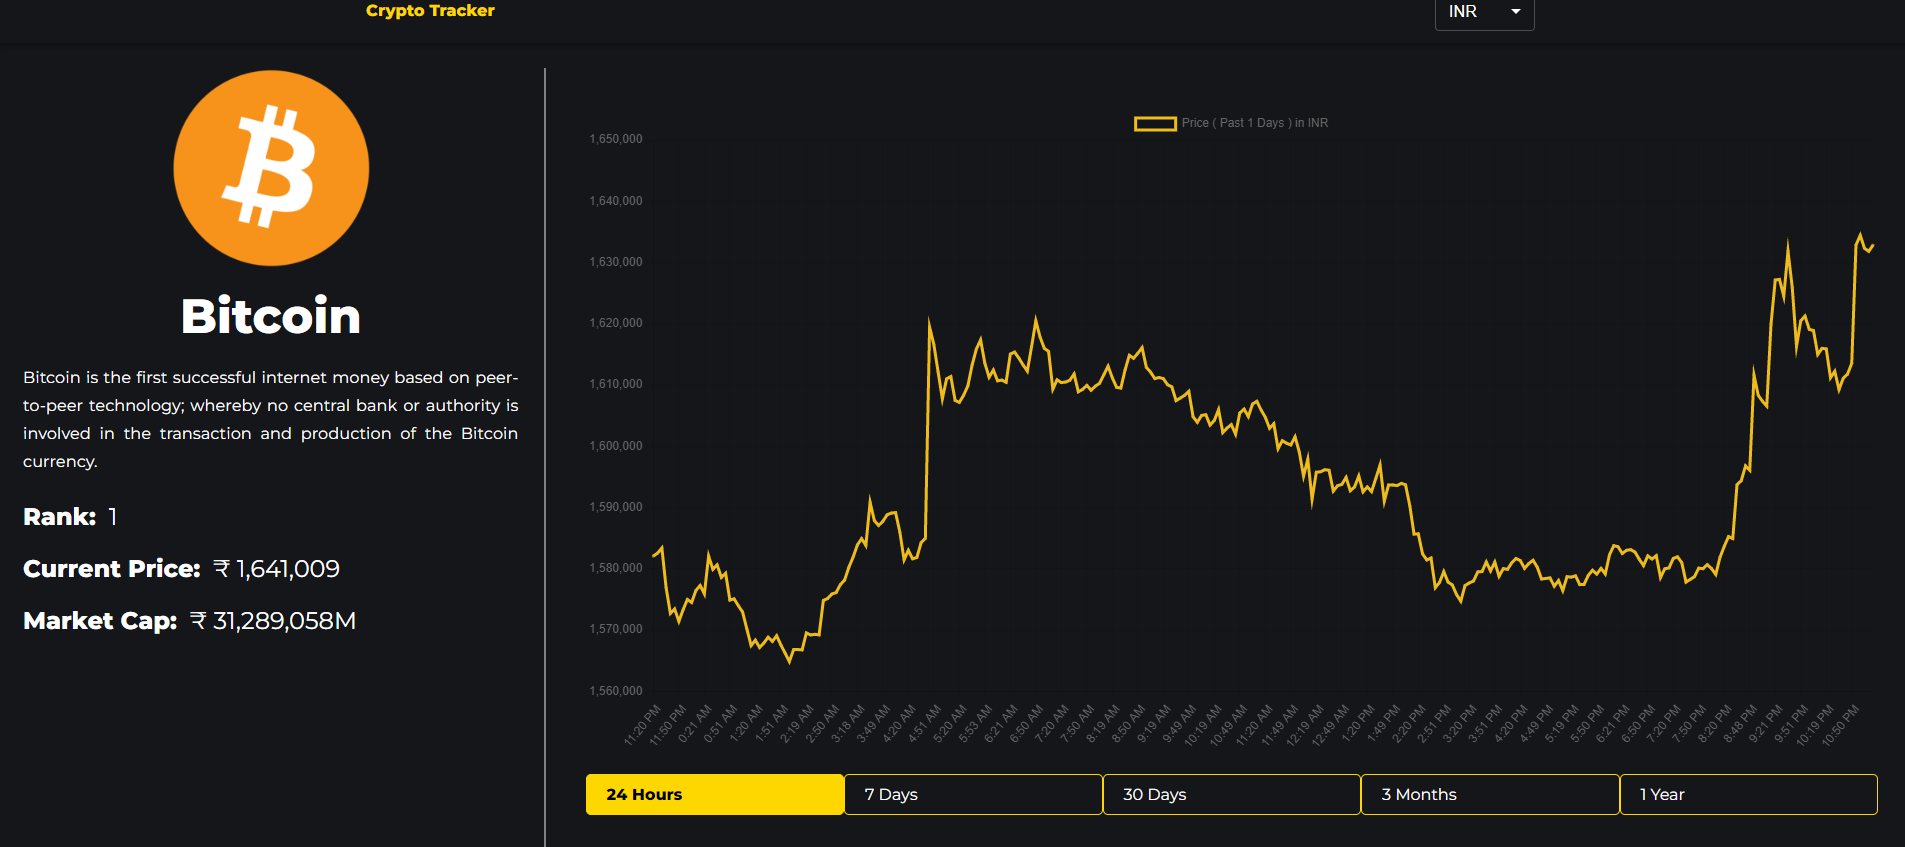 Crypto Tracker
INR
Bitcoin
Bitcoin is the first successful internet money based on peer-
to-peer technology; whereby no central bank or authority is
involved in the transaction and production of the Bitcoin
currency.
Rank: 1
Current Price: ₹ 1,641,009
Market Cap: ₹ 31,289,058M
Price ( Past 1 Days ) in INR
1,650,000
1,640,000
1,630,000
1,620,000
1,610,000
1,600,000
1,590,000
1,580,000
1,570,000
1,560,000
11:20 PM
11:50 PM
0:21 AM
0:51 AM
1:20 AM
1:51 AM
2:19 AM
2:50 AM
3:18 AM
3:49 AM
4:20 AM
4:51 AM
5:20 AM
5:53 AM
6:21 AM
6:50 AM
7:20 AM
7:50 AM
8:19 AM
8:50 AM
9:19 AM
9:49 AM
10:19 AM
10:49 AM
11:20 AM
11:49 AM
12:19 AM
12:49 AM
1:20 PM
1:49 PM
2:20 PM
2:51 PM
3:20 PM
3:51 PM
4:20 PM
4:49 PM
5:19 PM
5:50 PM
6:21 PM
6:50 PM
7:20 PM
7:50 PM
8:20 PM
8:48 PM
9:21 PM
9:51 PM
10:19 PM
10:50 PM
24 Hours
7 Days
30 Days
3 Months
1 Year